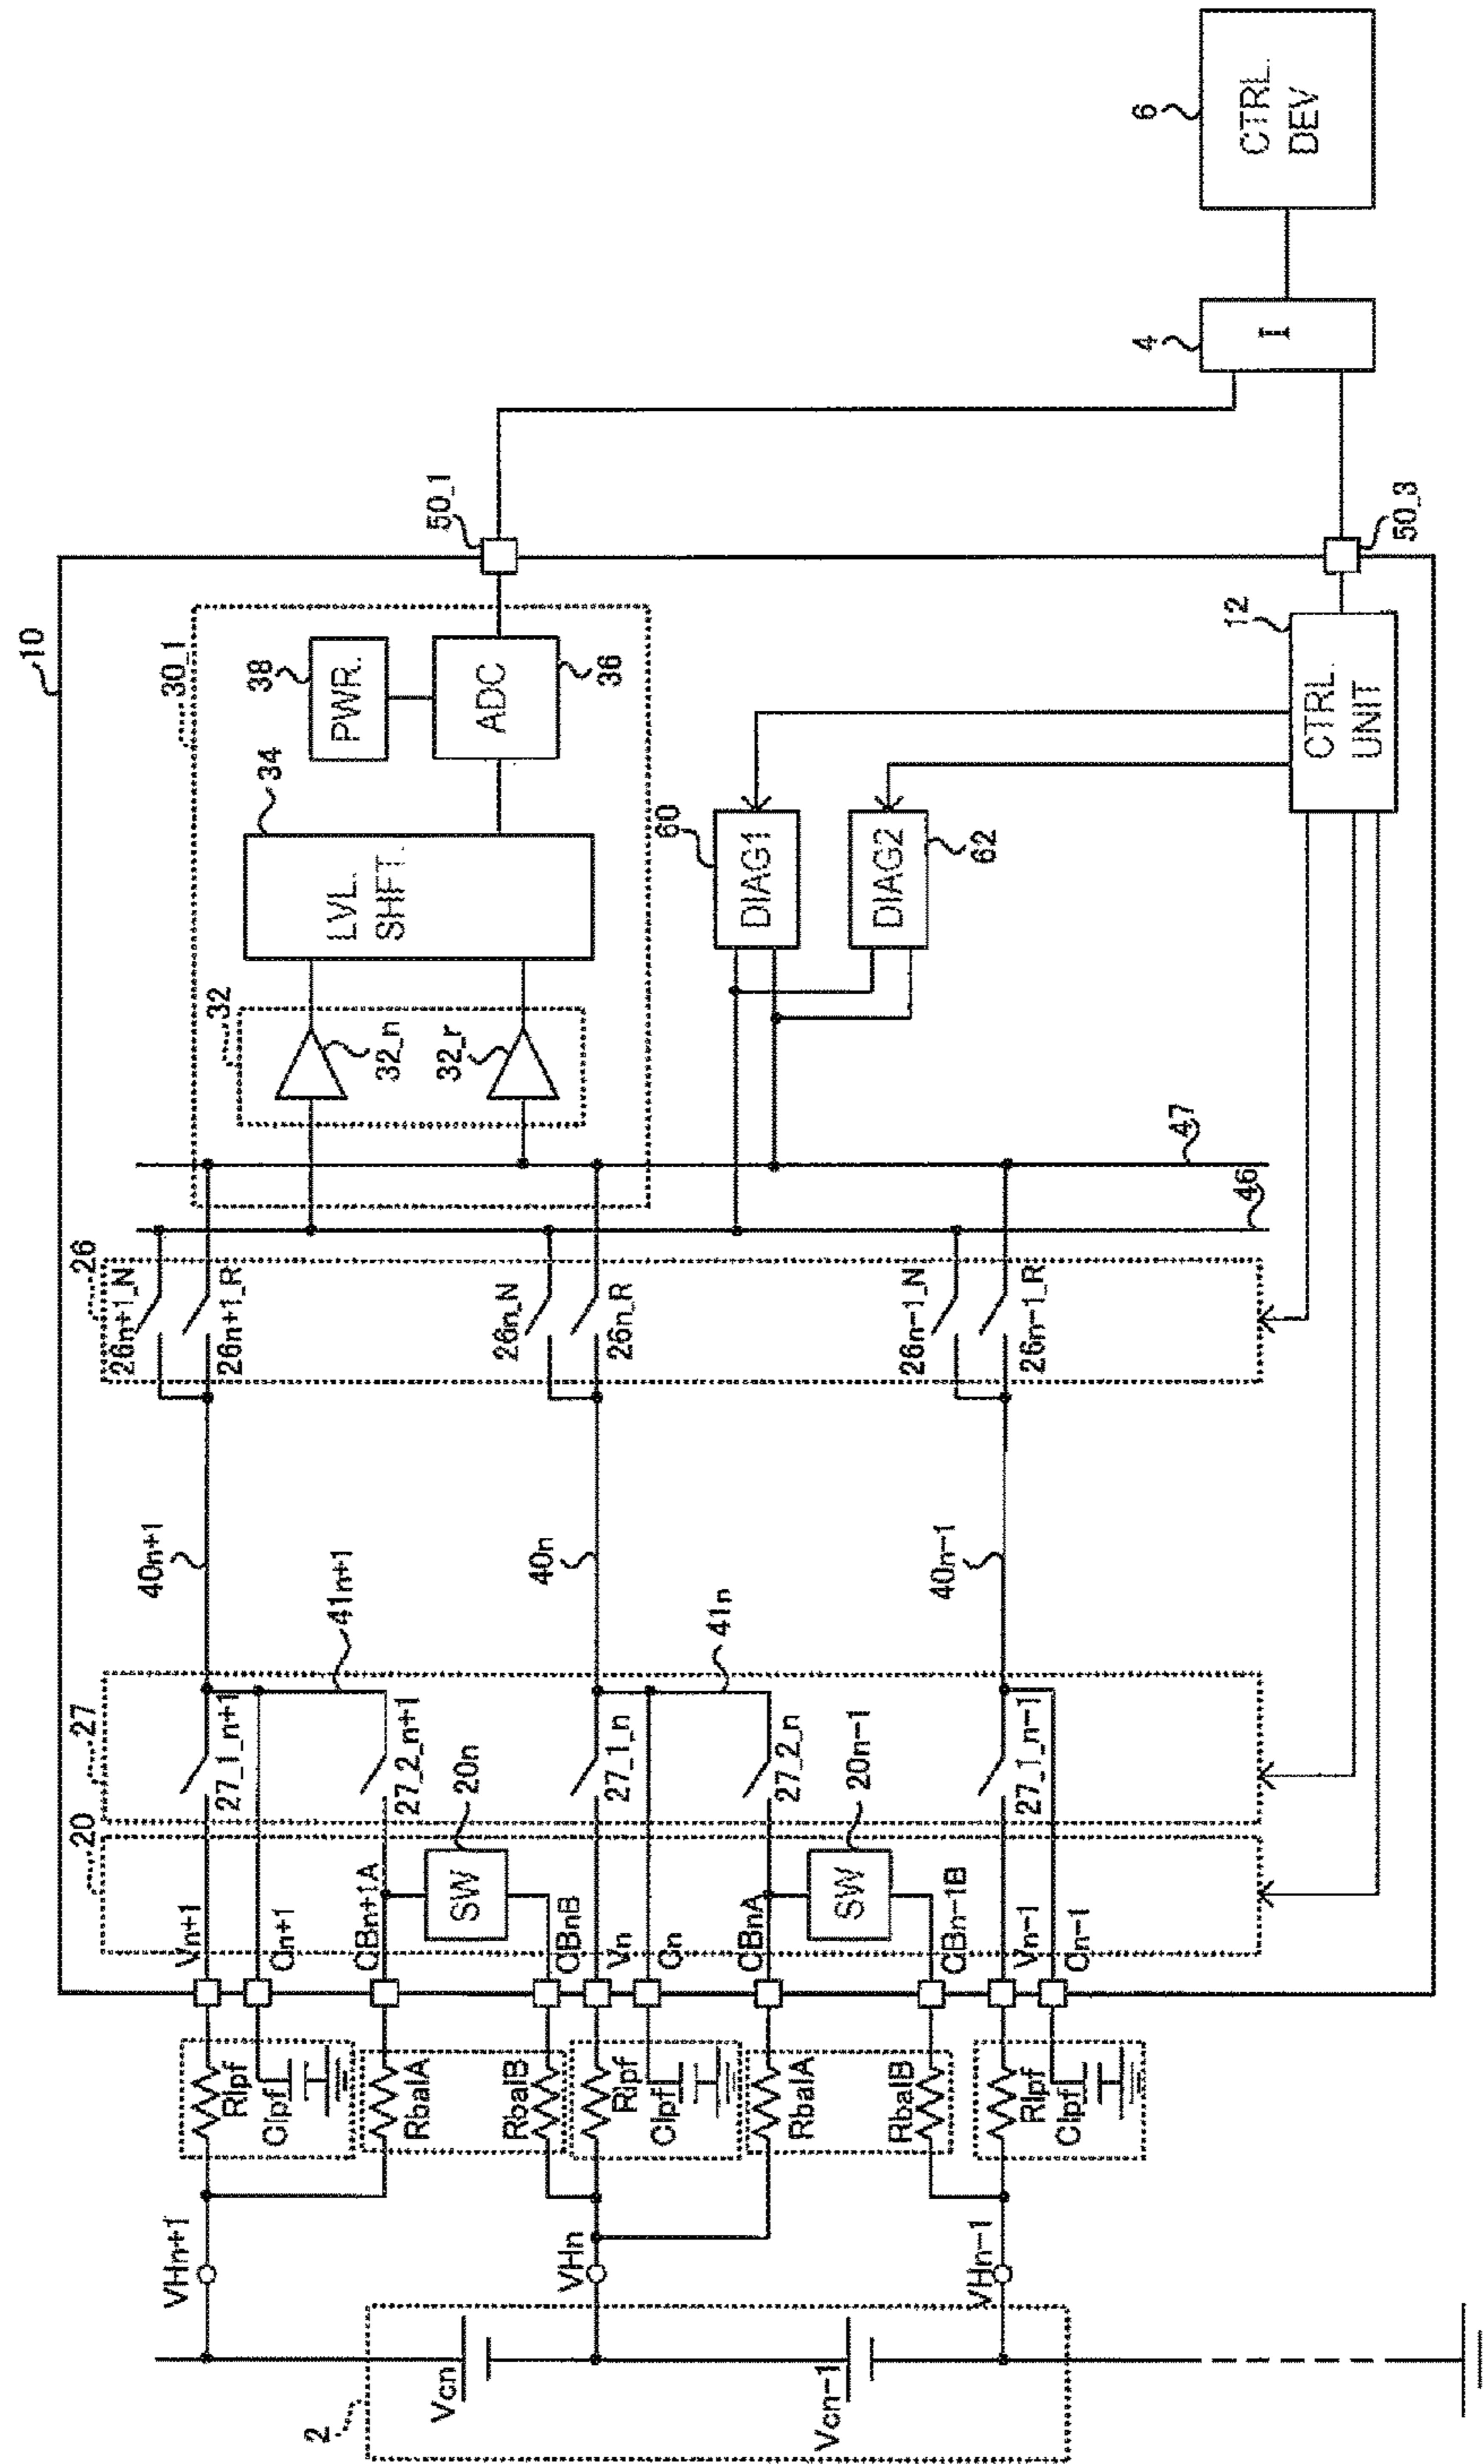 10
30_1
38
PWR.
34
LVL.
SHFT.
ADC
36
50_1
32
32_n
32_r
60
DIAG1
DIAG2
62
12
CTRL.
UNIT
50_3
4
I
6
CTRL.
DEV
47
46
26
26n+1_N
26n+1_R
26n_N
26n_R
26n-1_N
26n-1_R
40n+1
40n
40n-1
41n+1
41n
27
27_1_n+1
27_2_n+1
27_1_n
27_2_n
27_1_n-1
20
20n
SW
20n-1
SW
Vn+1
Cn+1
CBn+1A
CBnB
Vn
Cn
CBnA
CBn-1B
Vn-1
Cn-1
Rlpf
Clpf
RbalA
RbalB
Rlpf
Clpf
RbalA
RbalB
Rlpf
Clpf
VHn+1
VHn
VHn-1
2
Vcn
Vcn-1